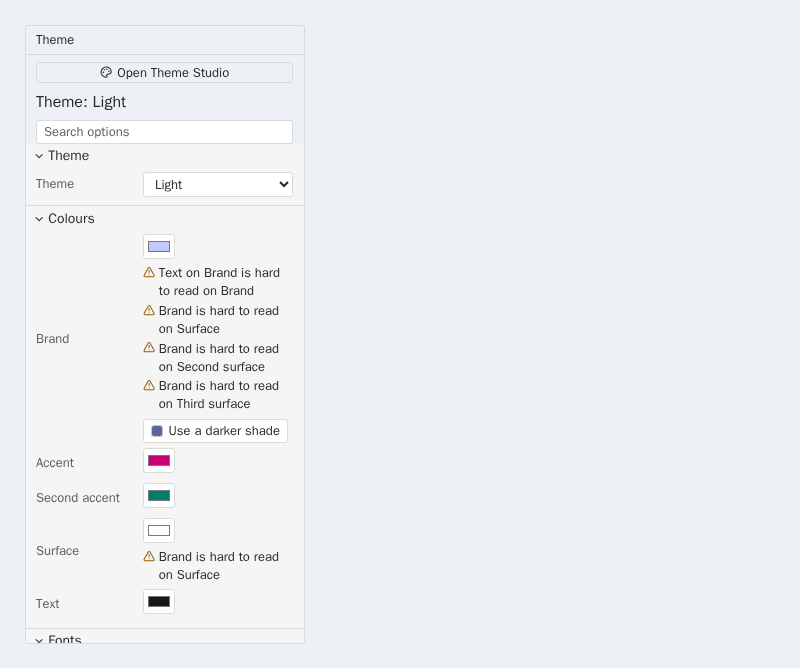 Theme
Open Theme Studio
Theme: Light
Search options
Theme
Theme
Light
Colours
Brand
Text on Brand is hard
to read on Brand
Brand is hard to read
on Surface
Brand is hard to read
on Second surface
Brand is hard to read
on Third surface
Use a darker shade
Accent
Second accent
Surface
Brand is hard to read
on Surface
Text
Fonts